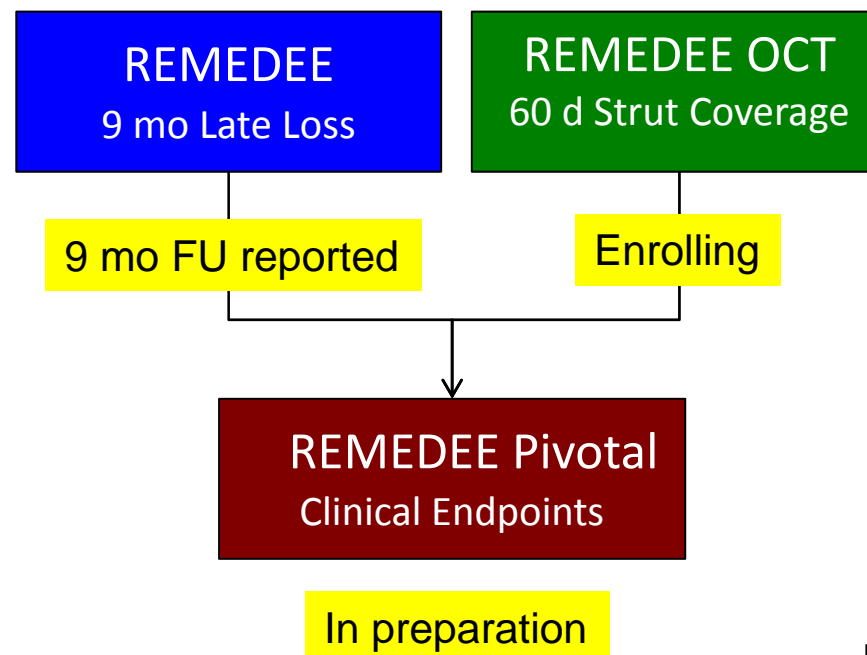 REMEDEE
9 mo Late Loss
REMEDEE OCT
60 d Strut Coverage
9 mo FU reported
Enrolling
REMEDEE Pivotal
Clinical Endpoints
In preparation